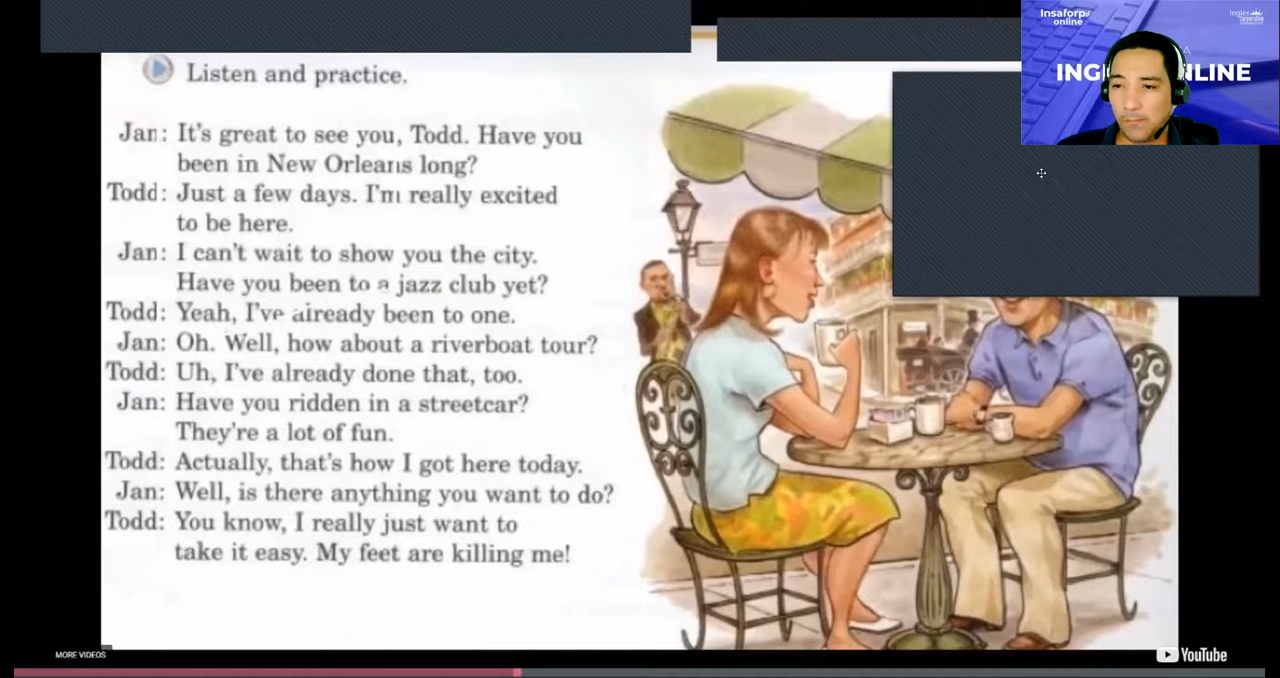 Insaforp
online
Inglés
Corporativo
INGL
NLINE
Listen and practice.
Jan: It's great to see you, Todd. Have you
been in New Orleans long?
Todd: Just a few days. I'm really excited
to be here.
Jan: I can't wait to show you the city.
Have you been to a jazz club yet?
Todd: Yeah, I've already been to one.
Jan: Oh. Well, how about a riverboat tour?
Todd: Uh, I've already done that, too.
Jan: Have you ridden in a streetcar?
They're a lot of fun.
Todd: Actually, that's how I got here today.
Jan: Well, is there anything you want to do?
Todd: You know, I really just want to
take it easy. My feet are killing me!
MORE VIDEOS
YouTube